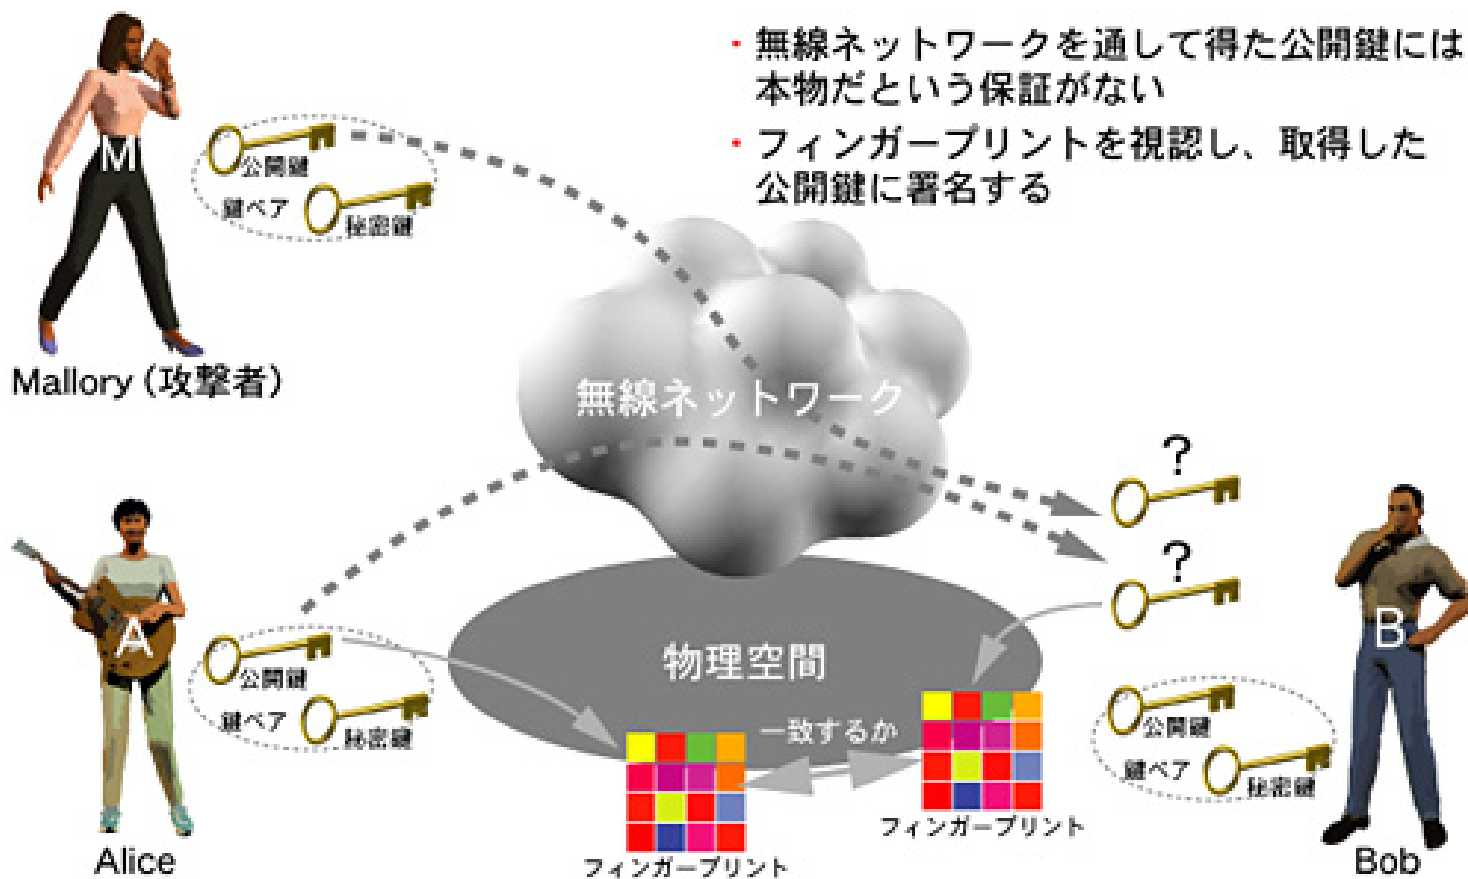 ・無線ネットワークを通して得た公開鍵には
本物だという保証がない
・フィンガープリントを視認し、取得した
公開鍵に署名する
M
公開鍵
鍵ペア
秘密鍵
Mallory（攻撃者）
無線ネットワーク
?
?
A
公開鍵
鍵ペア
秘密鍵
Alice
物理空間
一致するか
フィンガープリント
フィンガープリント
B
公開鍵
鍵ペア
秘密鍵
Bob